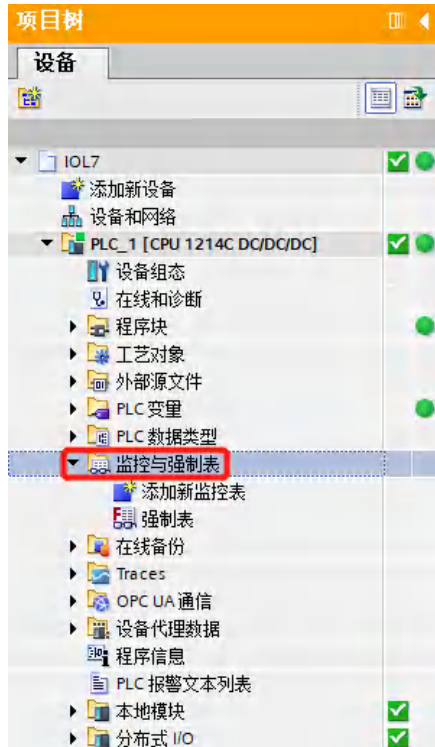 项目树
设备
IOL7
添加新设备
设备和网络
PLC_1 [CPU 1214C DC/DC/DC]
设备组态
在线和诊断
程序块
工艺对象
外部源文件
PLC 变量
PLC 数据类型
监控与强制表
添加新监控表
强制表
在线备份
Traces
OPC UA 通信
设备代理数据
程序信息
PLC 报警文本列表
本地模块
分布式 I/O